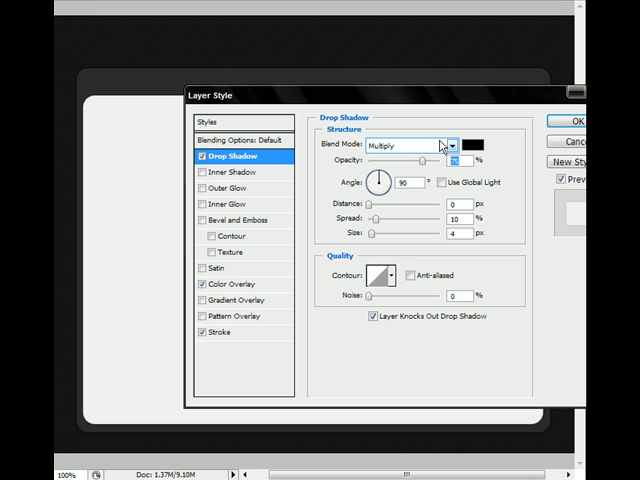 Layer Style
Styles
Blending Options: Default
Drop Shadow
Inner Shadow
Outer Glow
Inner Glow
Bevel and Emboss
Contour
Texture
Satin
Color Overlay
Gradient Overlay
Pattern Overlay
Stroke
Drop Shadow
Structure
Blend Mode: Multiply
Opacity: 75 %
Angle: 90 ° Use Global Light
Distance: 0 px
Spread: 10 %
Size: 4 px
Quality
Contour: Anti-aliased
Noise: 0 %
Layer Knocks Out Drop Shadow
OK
Canc
New Sty
Prev
100% Doc: 1.37M/9.10M